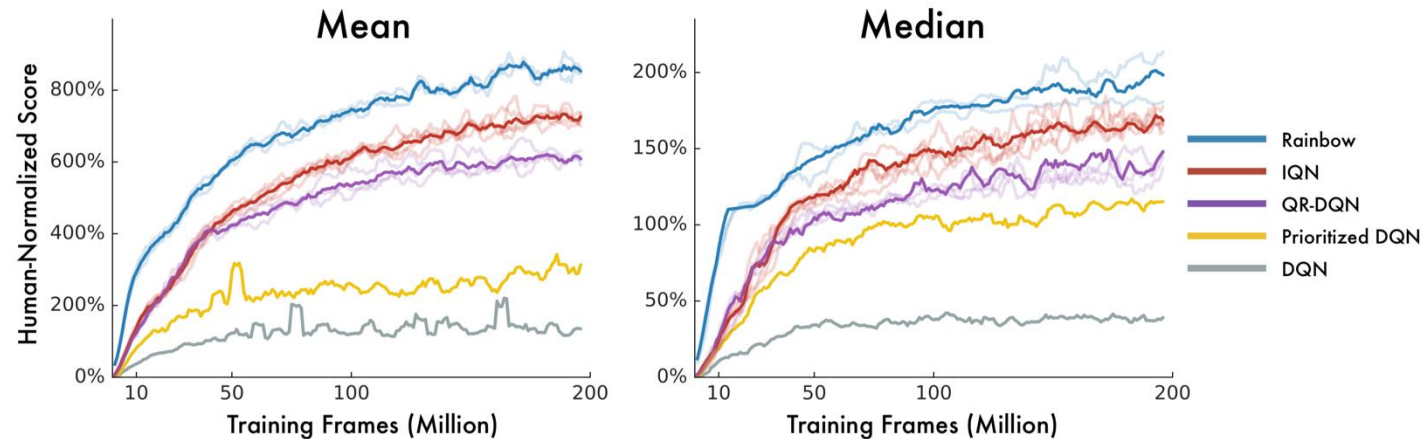 Mean
Human-Normalized Score
800%
600%
400%
200%
0%
10 50 100 200
Training Frames (Million)
Median
200%
150%
100%
50%
0%
10 50 100 200
Training Frames (Million)
Rainbow
IQN
QR-DQN
Prioritized DQN
DQN